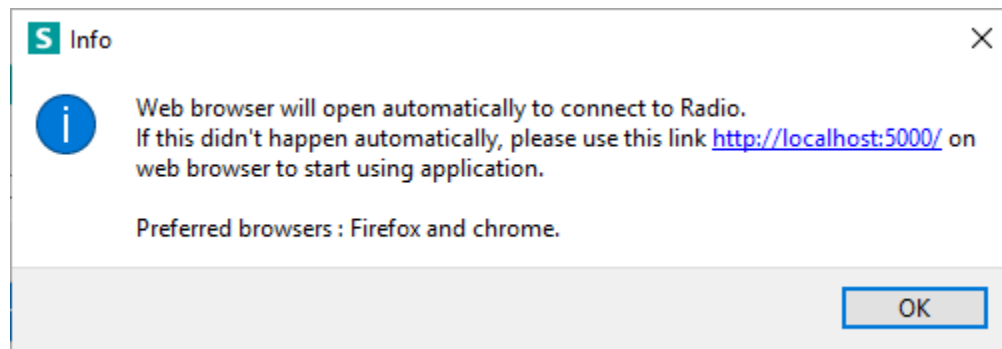 S Info
Web browser will open automatically to connect to Radio.
If this didn't happen automatically, please use this link http://localhost:5000/ on
web browser to start using application.
Preferred browsers : Firefox and chrome.
OK